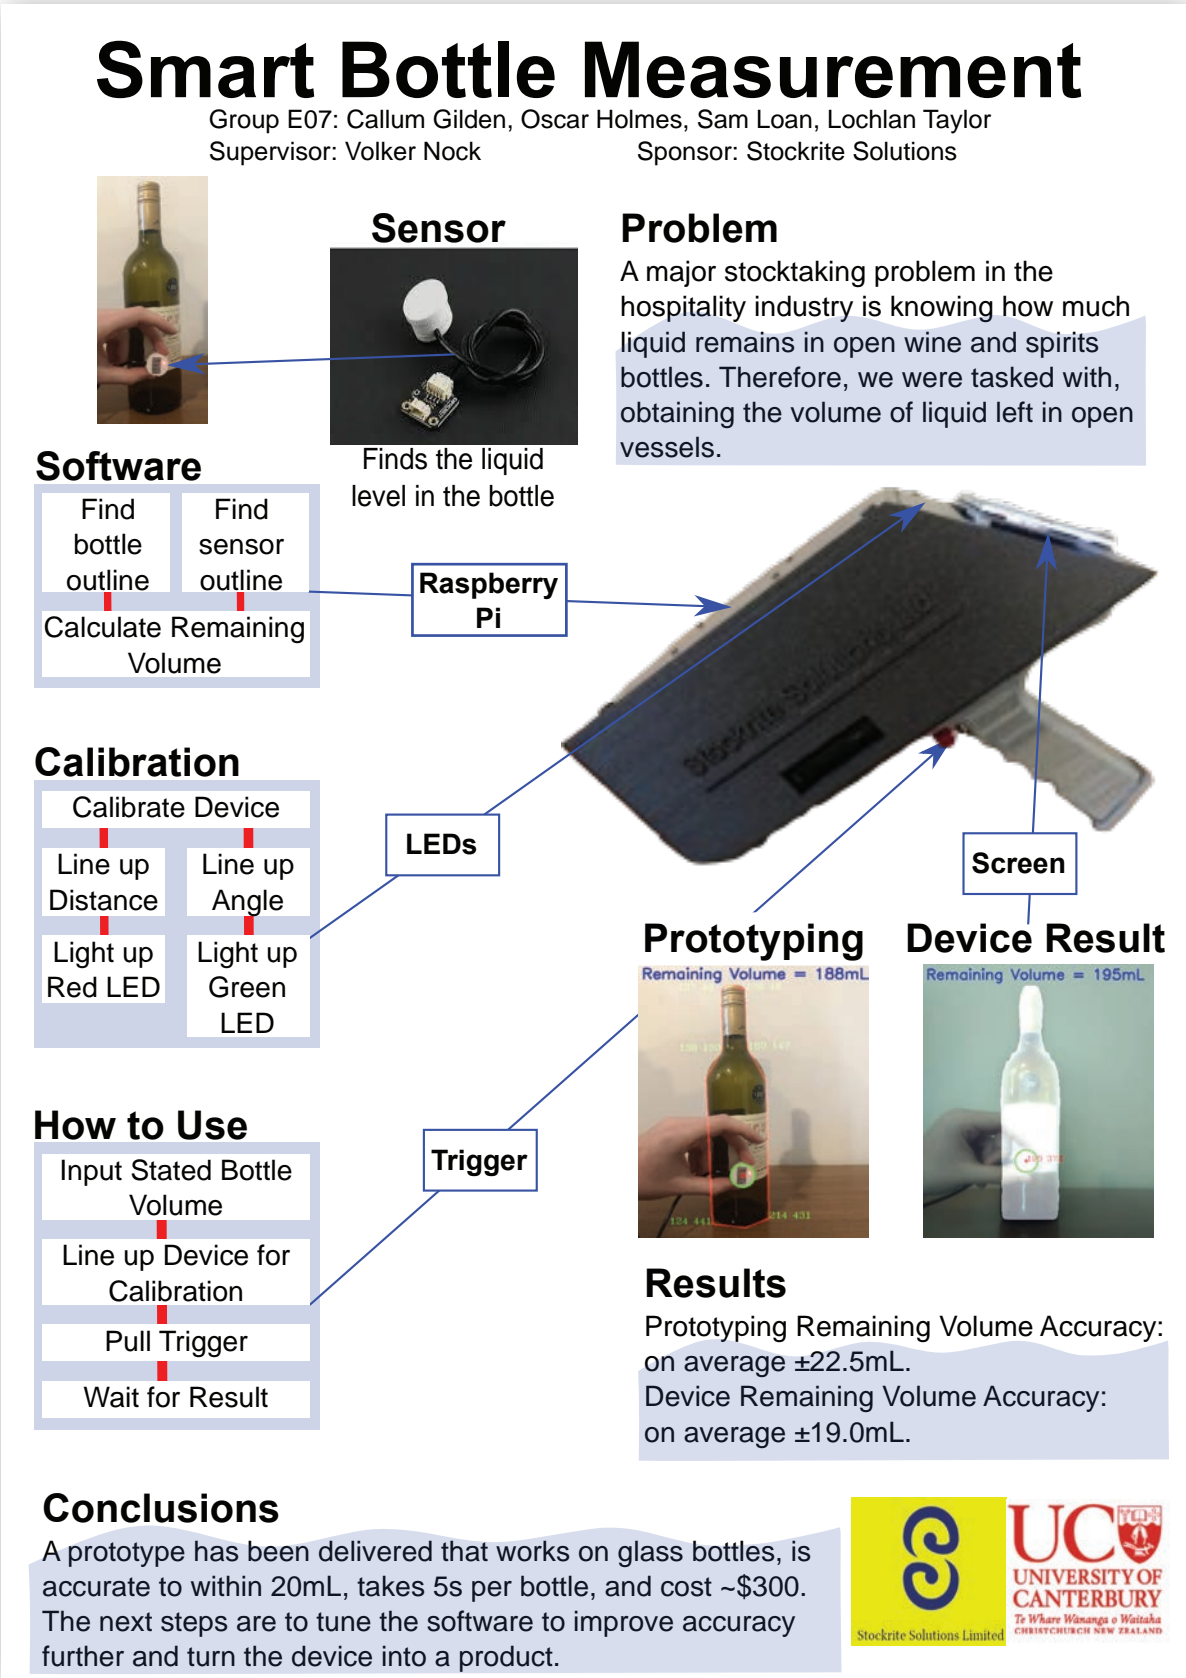 Smart Bottle Measurement
Group E07: Callum Gilden, Oscar Holmes, Sam Loan, Lochlan Taylor
Supervisor: Volker Nock
Sponsor: Stockrite Solutions
Sensor
Finds the liquid
level in the bottle
Problem
A major stocktaking problem in the
hospitality industry is knowing how much
liquid remains in open wine and spirits
bottles. Therefore, we were tasked with,
obtaining the volume of liquid left in open
vessels.
Software
Find
bottle
outline
Find
sensor
outline
Calculate Remaining
Volume
Raspberry
Pi
Stockrite Solutions
Calibration
Calibrate Device
Line up
Distance
Line up
Angle
Light up
Red LED
Light up
Green
LED
LEDs
Screen
How to Use
Input Stated Bottle
Volume
Line up Device for
Calibration
Pull Trigger
Wait for Result
Trigger
Prototyping
Remaining Volume = 188mL
124 441
214 431
Device Result
Remaining Volume = 195mL
Results
Prototyping Remaining Volume Accuracy:
on average ±22.5mL.
Device Remaining Volume Accuracy:
on average ±19.0mL.
Conclusions
A prototype has been delivered that works on glass bottles, is
accurate to within 20mL, takes 5s per bottle, and cost ~$300.
The next steps are to tune the software to improve accuracy
further and turn the device into a product.
Stockrite Solutions Limited
UC
UNIVERSITY OF
CANTERBURY
Te Whare Wānanga o Waitaha
CHRISTCHURCH NEW ZEALAND